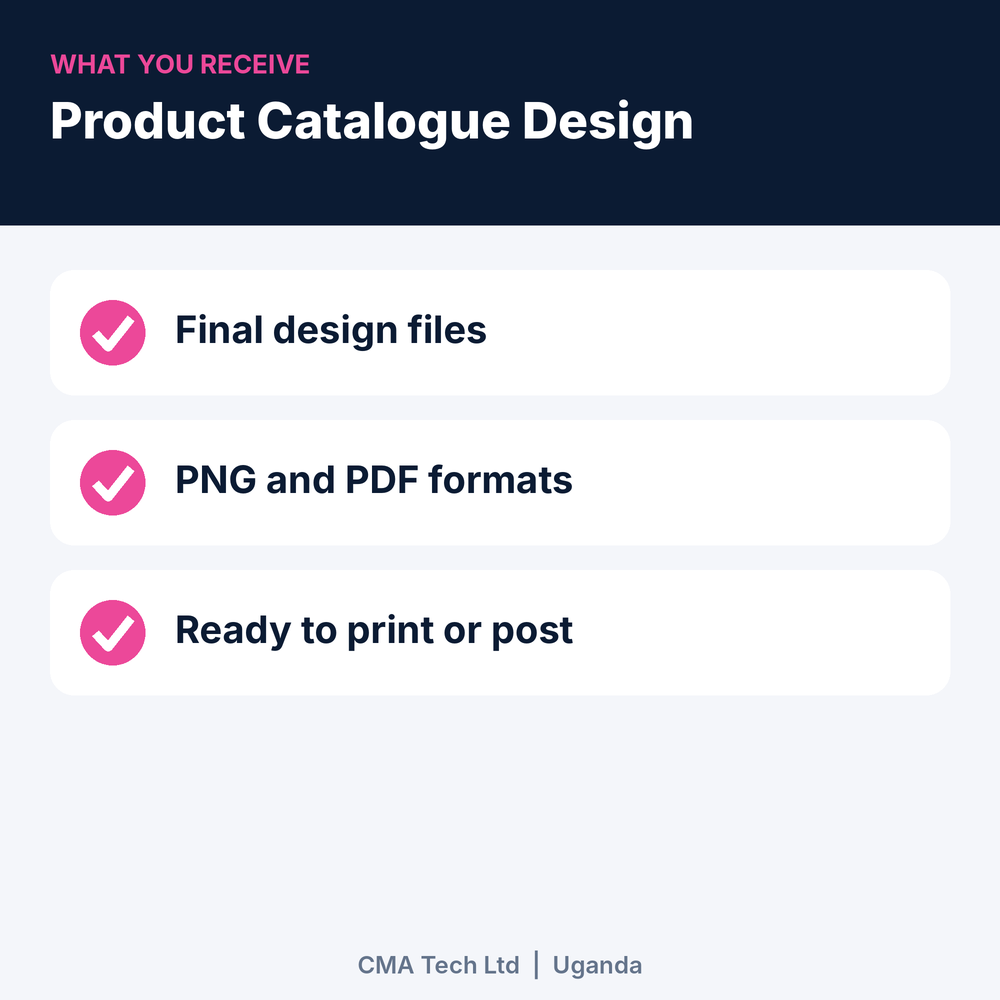 WHAT YOU RECEIVE
Product Catalogue Design
Final design files
PNG and PDF formats
Ready to print or post
CMA Tech Ltd | Uganda